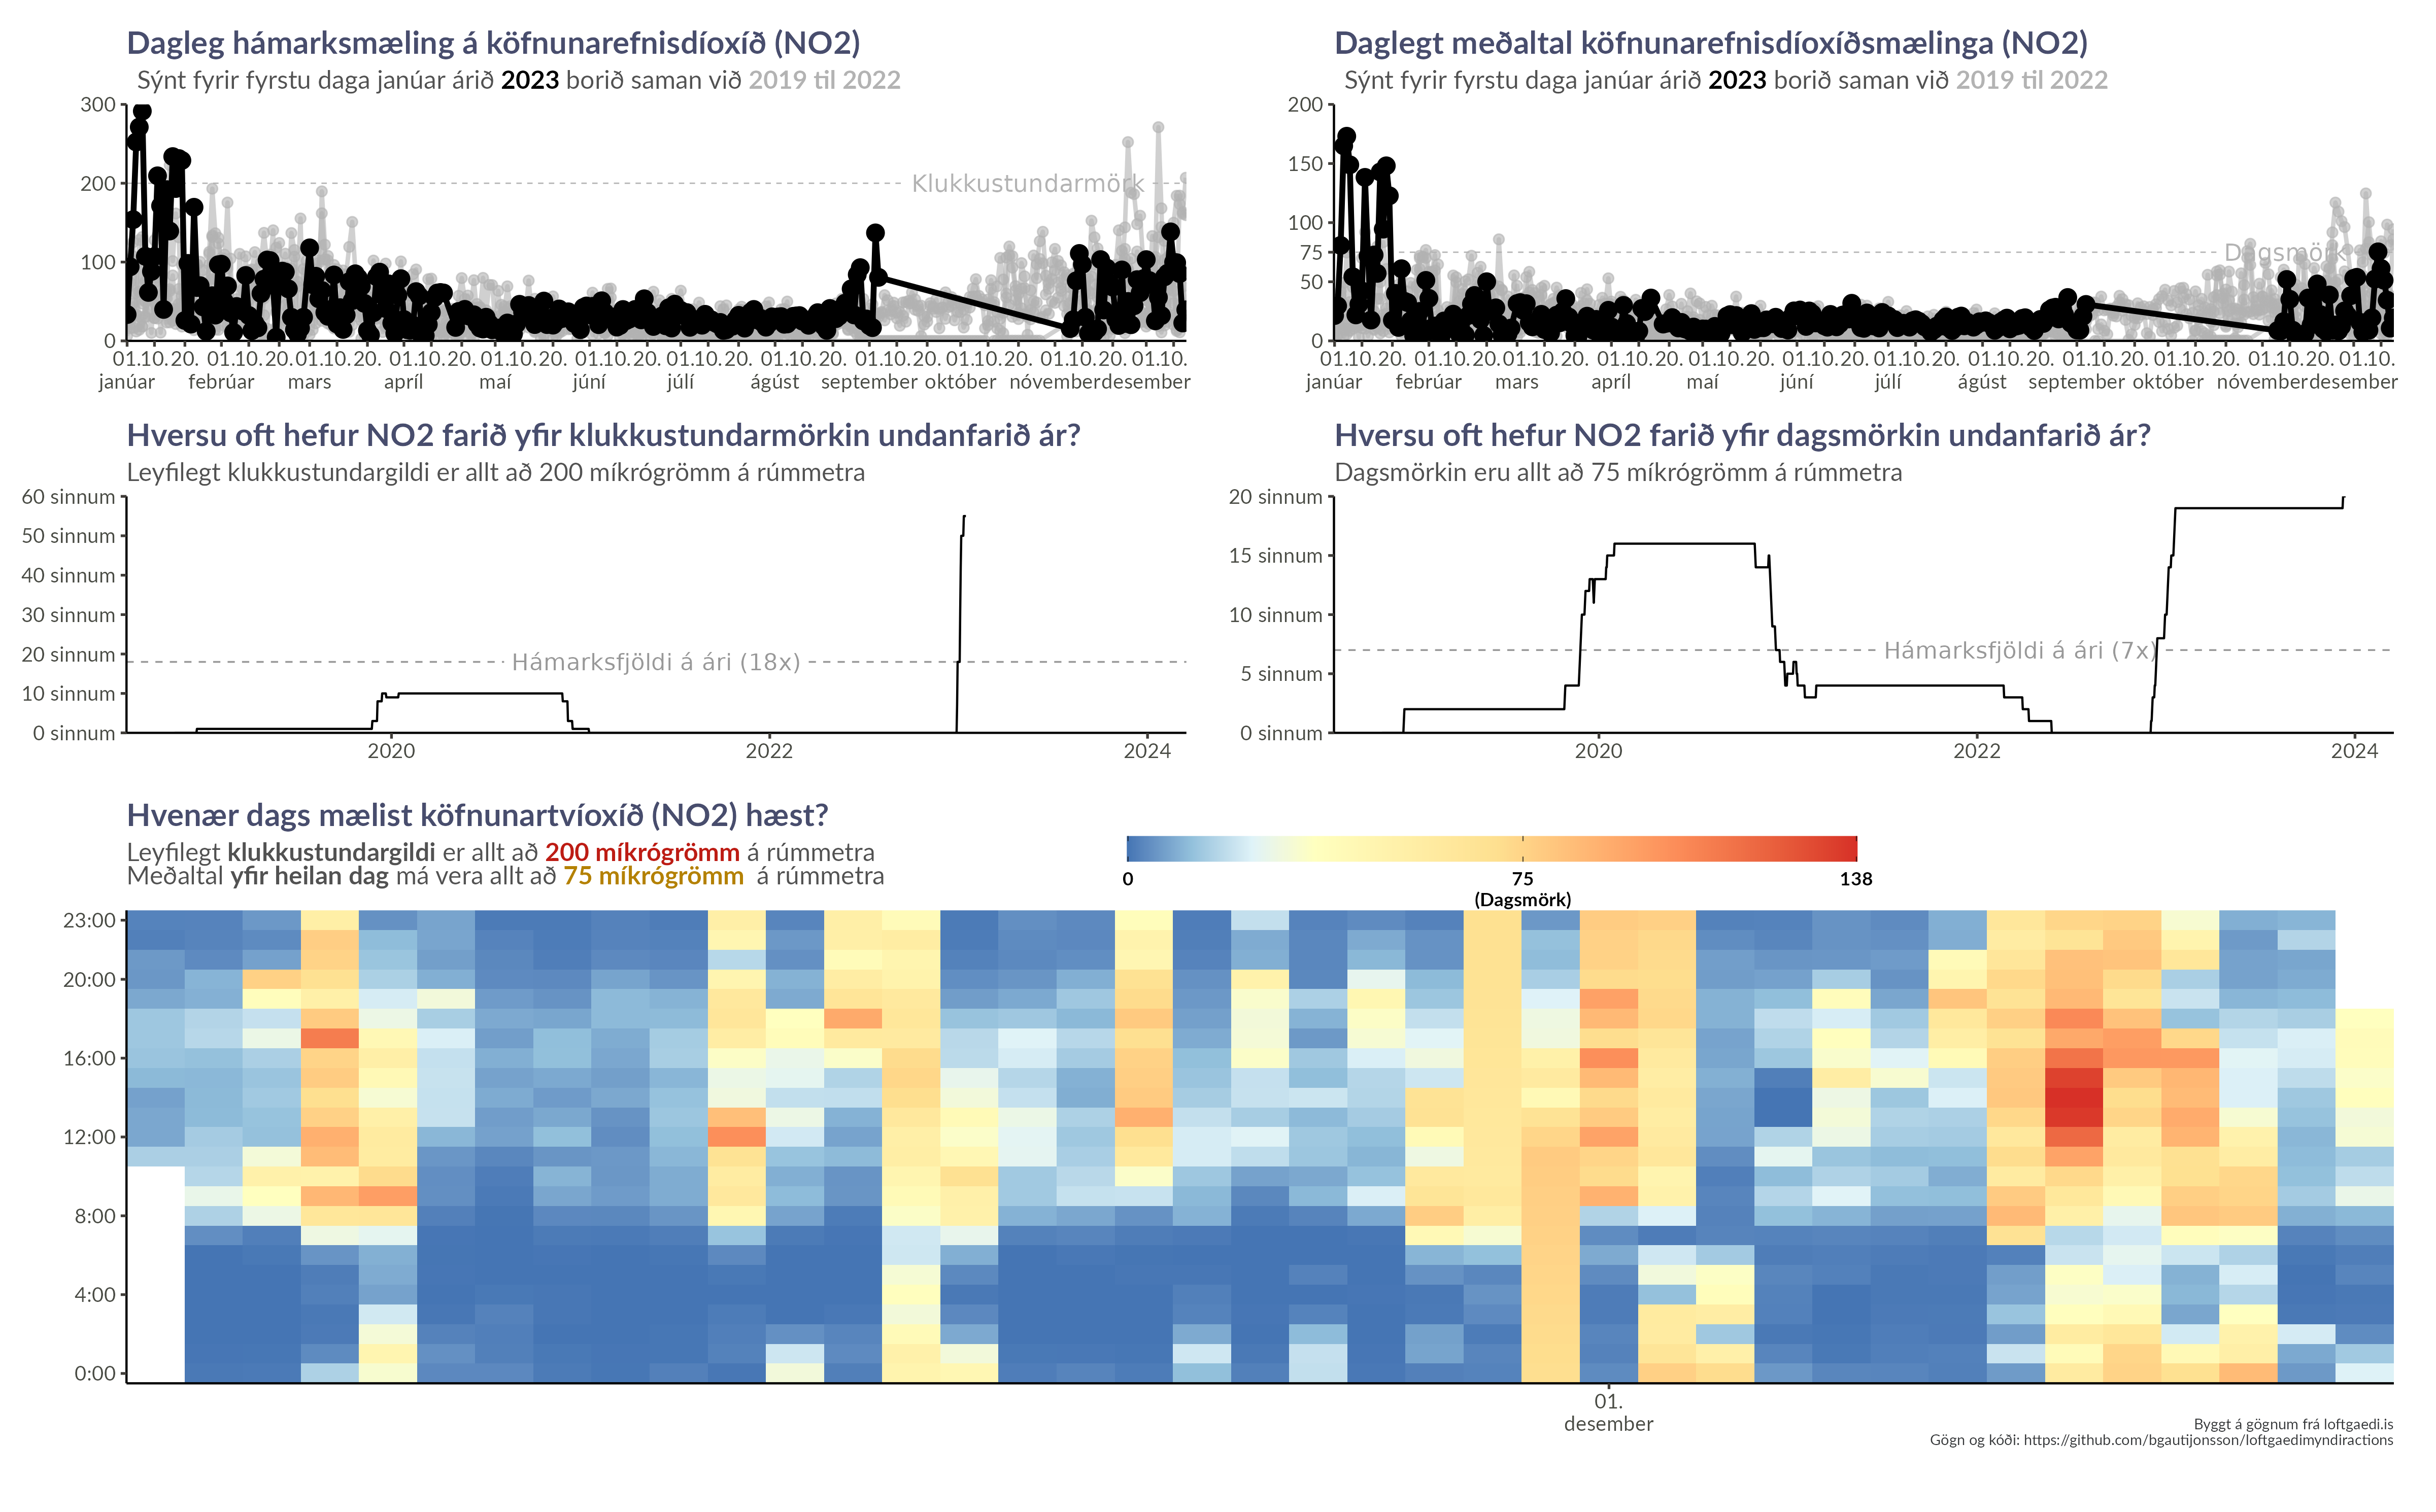 Dagleg hámarksmæling á köfnunarefnisdíoxíð (NO2)
Sýnt fyrir fyrstu daga janúar árið 2023 borið saman við 2019 til 2022
300
200
100
0
Klukkustundarmörk
01.10.20. 01.10.20. 01.10.20. 01.10.20. 01.10.20. 01.10.20. 01.10.20. 01.10.20. 01.10.20. 01.10.20. 01.10.20. 01.10.
janúar febrúar mars apríl maí júní júlí ágúst september október nóvember desember
Daglegt meðaltal köfnunarefnisdíoxíðsmælinga (NO2)
Sýnt fyrir fyrstu daga janúar árið 2023 borið saman við 2019 til 2022
200
150
100
75
50
0
Dagsmörk
01.10.20. 01.10.20. 01.10.20. 01.10.20. 01.10.20. 01.10.20. 01.10.20. 01.10.20. 01.10.20. 01.10.20. 01.10.20. 01.10.
janúar febrúar mars apríl maí júní júlí ágúst september október nóvember desember
Hversu oft hefur NO2 farið yfir klukkustundarmörkin undanfarið ár?
Leyfilegt klukkustundargildi er allt að 200 míkrógrömm á rúmmetra
60 sinnum
50 sinnum
40 sinnum
30 sinnum
20 sinnum
10 sinnum
0 sinnum
Hámarksfjöldi á ári (18x)
2020 2022 2024
Hversu oft hefur NO2 farið yfir dagsmörkin undanfarið ár?
Dagsmörkin eru allt að 75 míkrógrömm á rúmmetra
20 sinnum
15 sinnum
10 sinnum
5 sinnum
0 sinnum
Hámarksfjöldi á ári (7x)
2020 2022 2024
Hvenær dags mælist köfnunartvíoxíð (NO2) hæst?
Leyfilegt klukkustundargildi er allt að 200 míkrógrömm á rúmmetra
Meðaltal yfir heilan dag má vera allt að 75 míkrógrömm á rúmmetra
0 75 138
(Dagsmörk)
23:00
20:00
16:00
12:00
8:00
4:00
0:00
01.
desember
Byggt á gögnum frá loftgaedi.is
Gögn og kóði: https://github.com/bgautijonsson/loftgaedimyndiractions